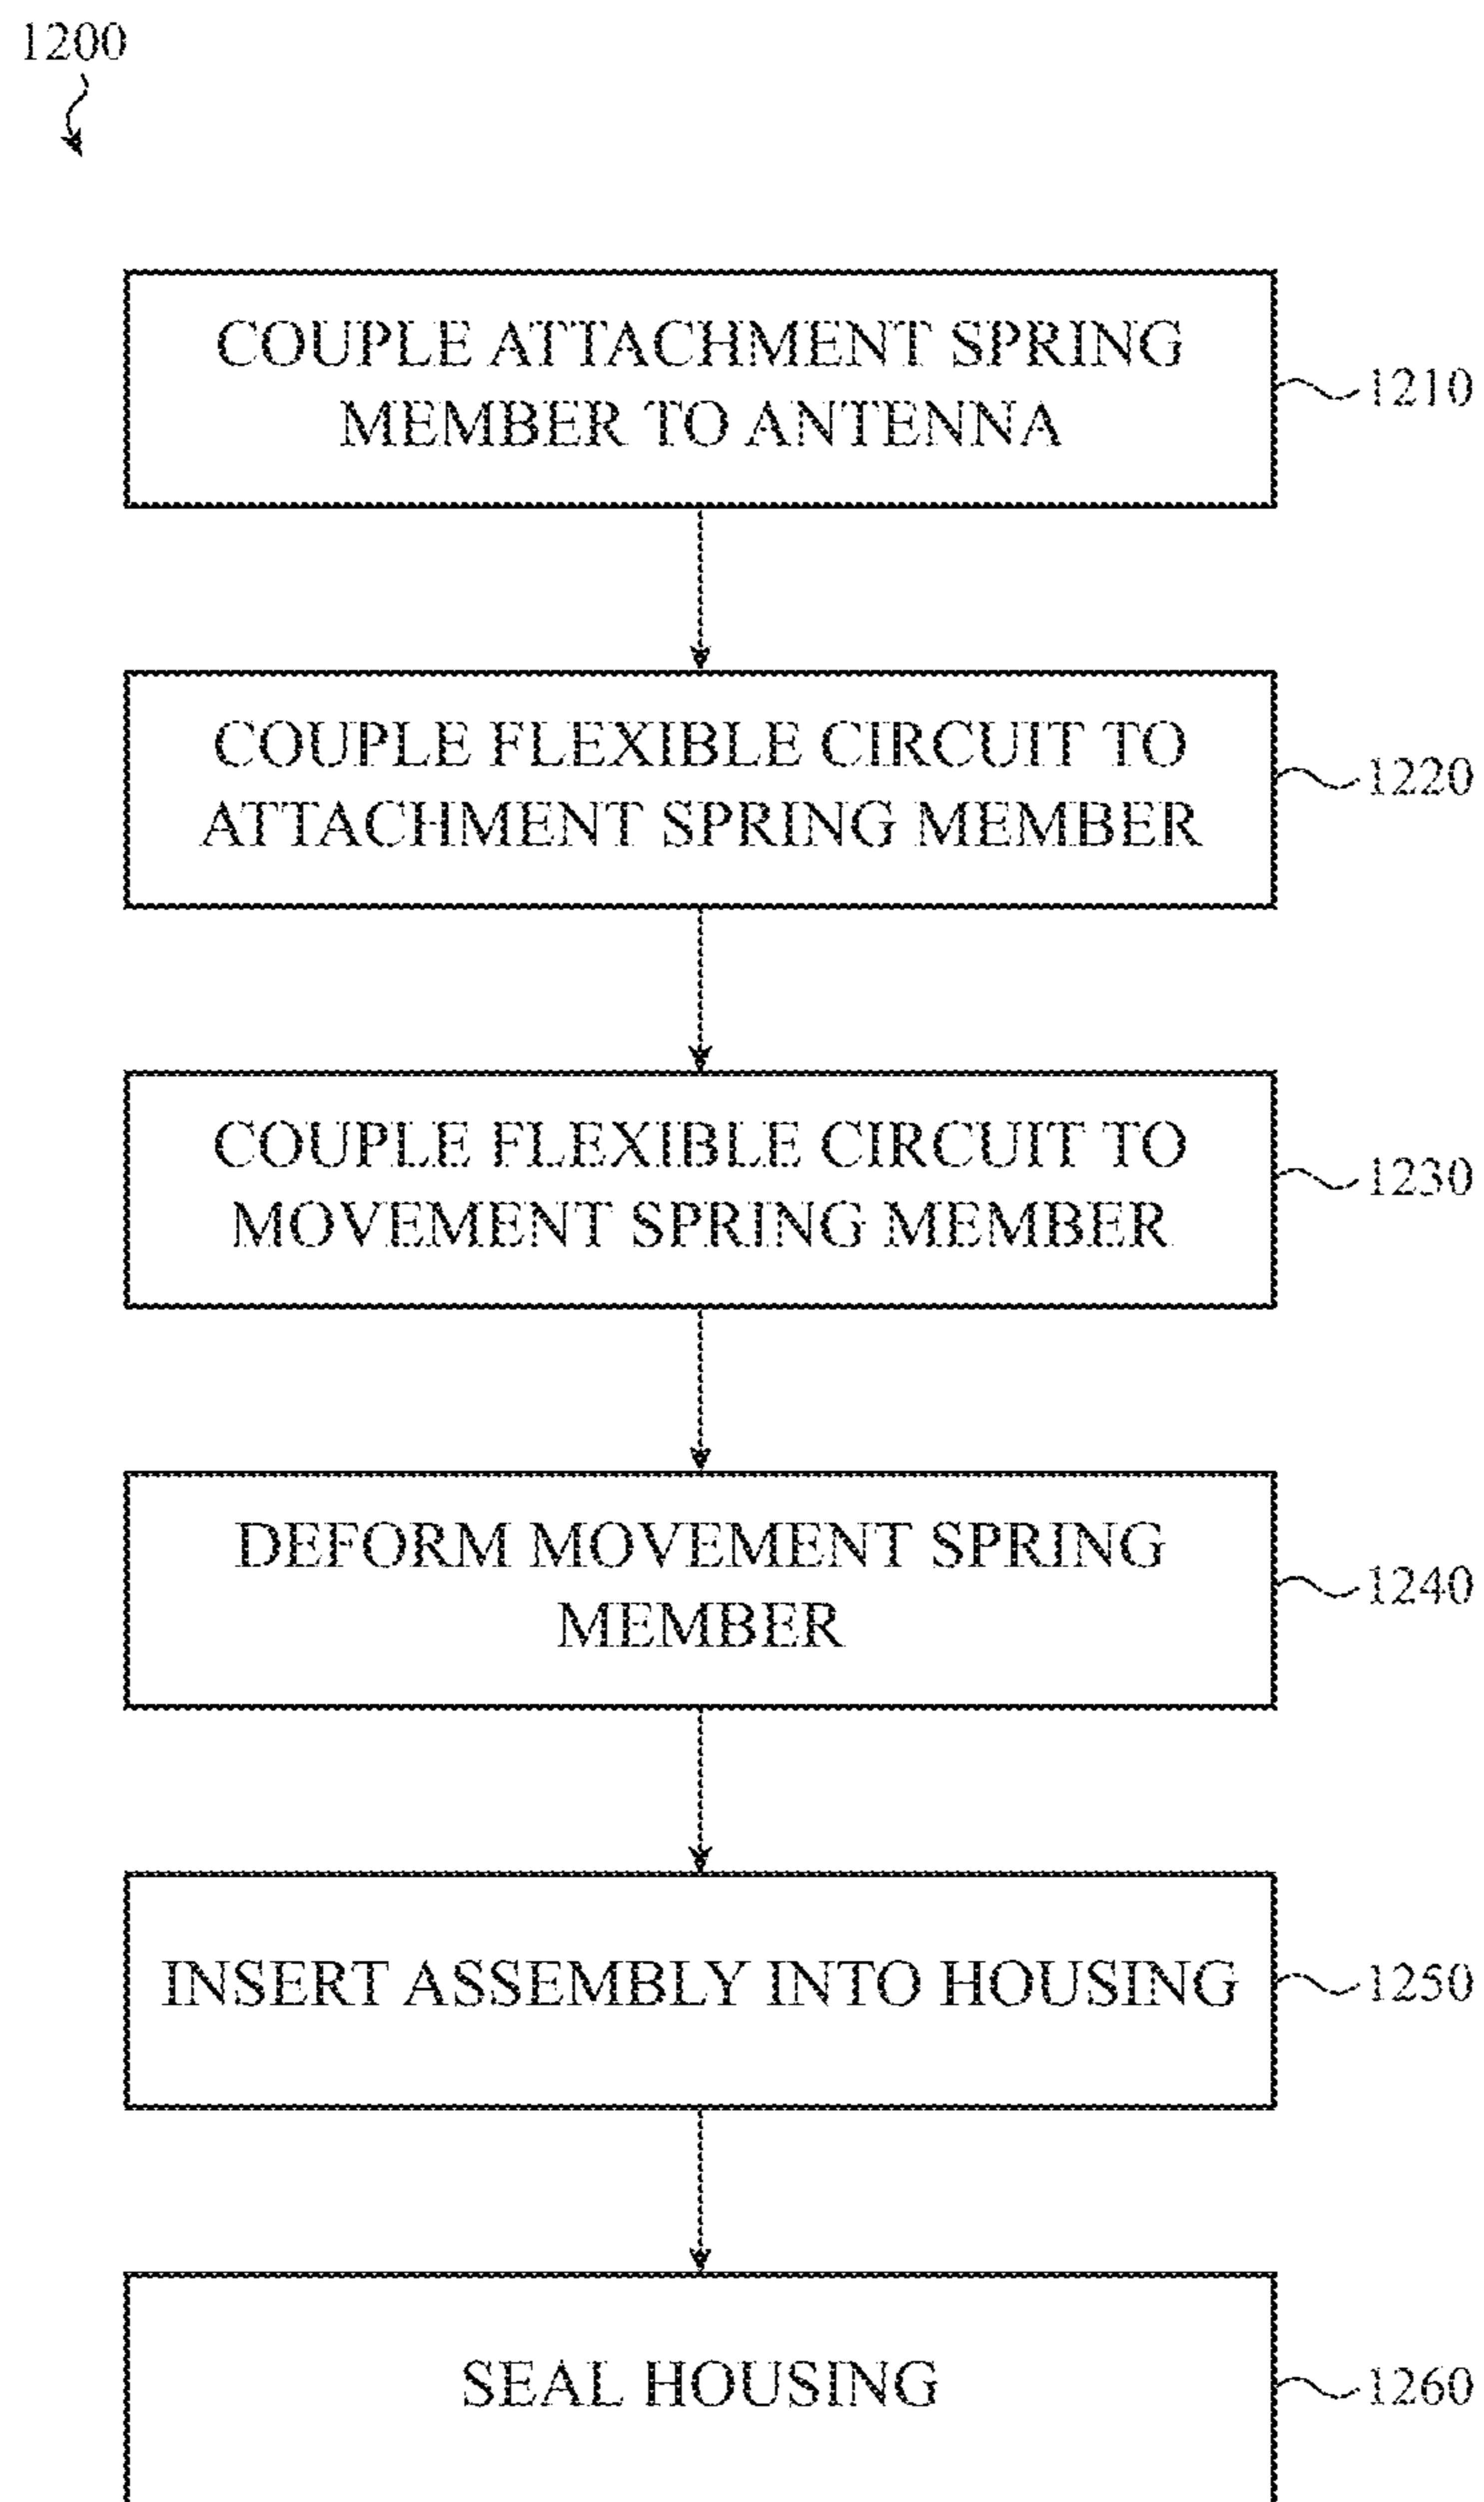 1200
COUPLE ATTACHMENT SPRING
MEMBER TO ANTENNA
1210
COUPLE FLEXIBLE CIRCUIT TO
ATTACHMENT SPRING MEMBER
1220
COUPLE FLEXIBLE CIRCUIT TO
MOVEMENT SPRING MEMBER
1230
DEFORM MOVEMENT SPRING
MEMBER
1240
INSERT ASSEMBLY INTO HOUSING
1250
SEAL HOUSING
1260